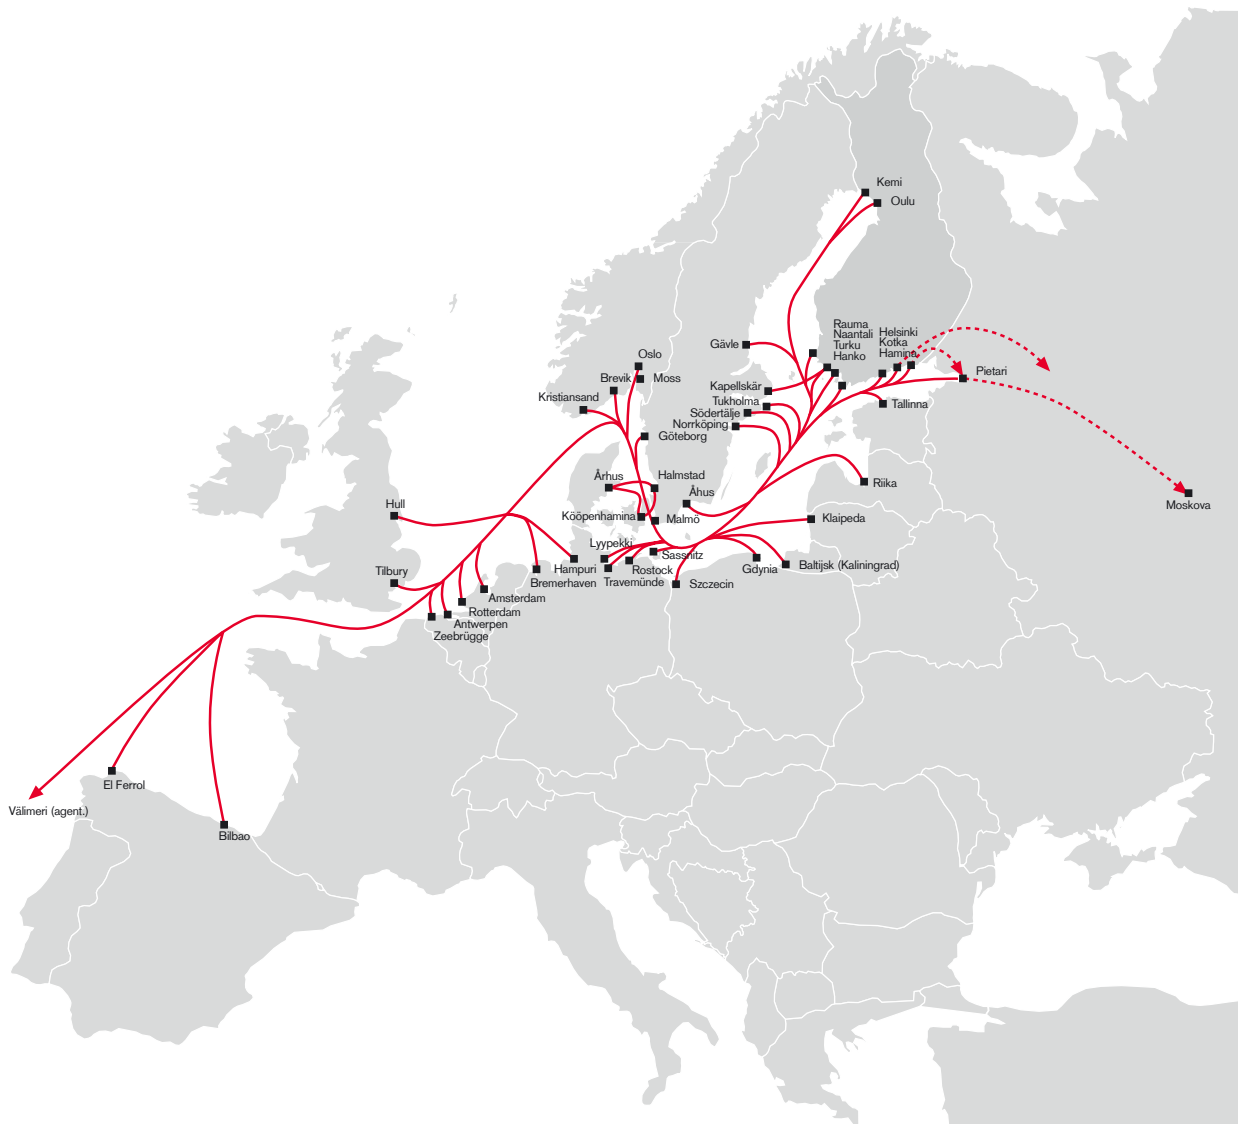 Kemi
Oulu
Rauma
Naantali
Turku
Hanko
Helsinki
Kotka
Hamina
Gävle
Oslo
Moss
Brevik
Kristiansand
Kapellskär
Tukholma
Södertälje
Norrköping
Pietari
Tallinna
Göteborg
Århus
Halmstad
Åhus
Riika
Moskova
Hull
Kööpenhamina
Malmö
Klaipeda
Lyypekki
Sassnitz
Tilbury
Hampuri
Rostock
Gdynia
Baltijsk (Kaliningrad)
Bremerhaven
Travemünde
Szczecin
Amsterdam
Rotterdam
Antwerpen
Zeebrügge
El Ferrol
Välimeri (agent.)
Bilbao